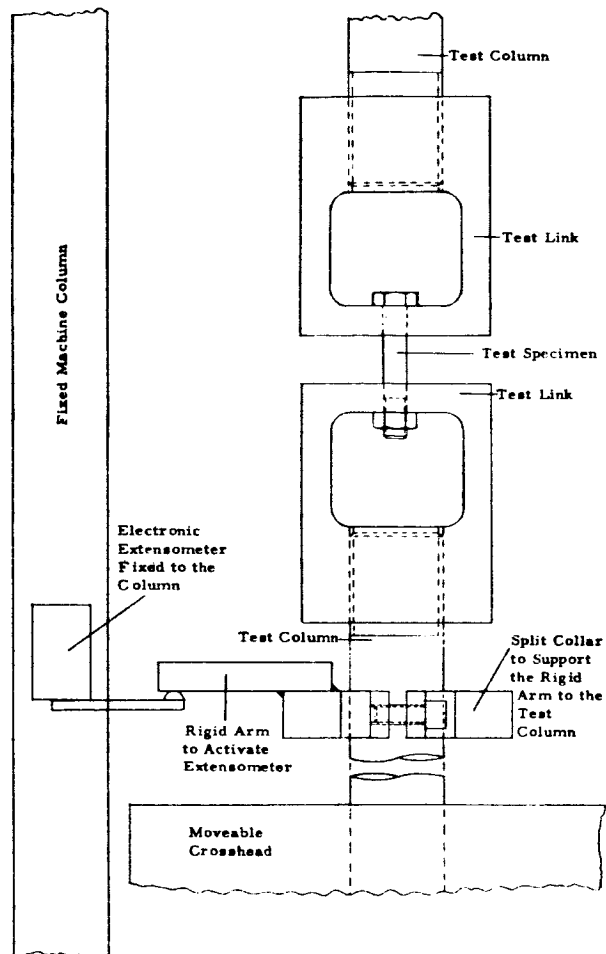 Test Column
Test Link
Test Specimen
Test Link
Fixed Machine Column
Electronic
Extensometer
Fixed to the
Column
Test Column
Split Collar
to Support
the Rigid
Arm to the
Test
Column
Rigid Arm
to Activate
Extensometer
Moveable
Crosshead